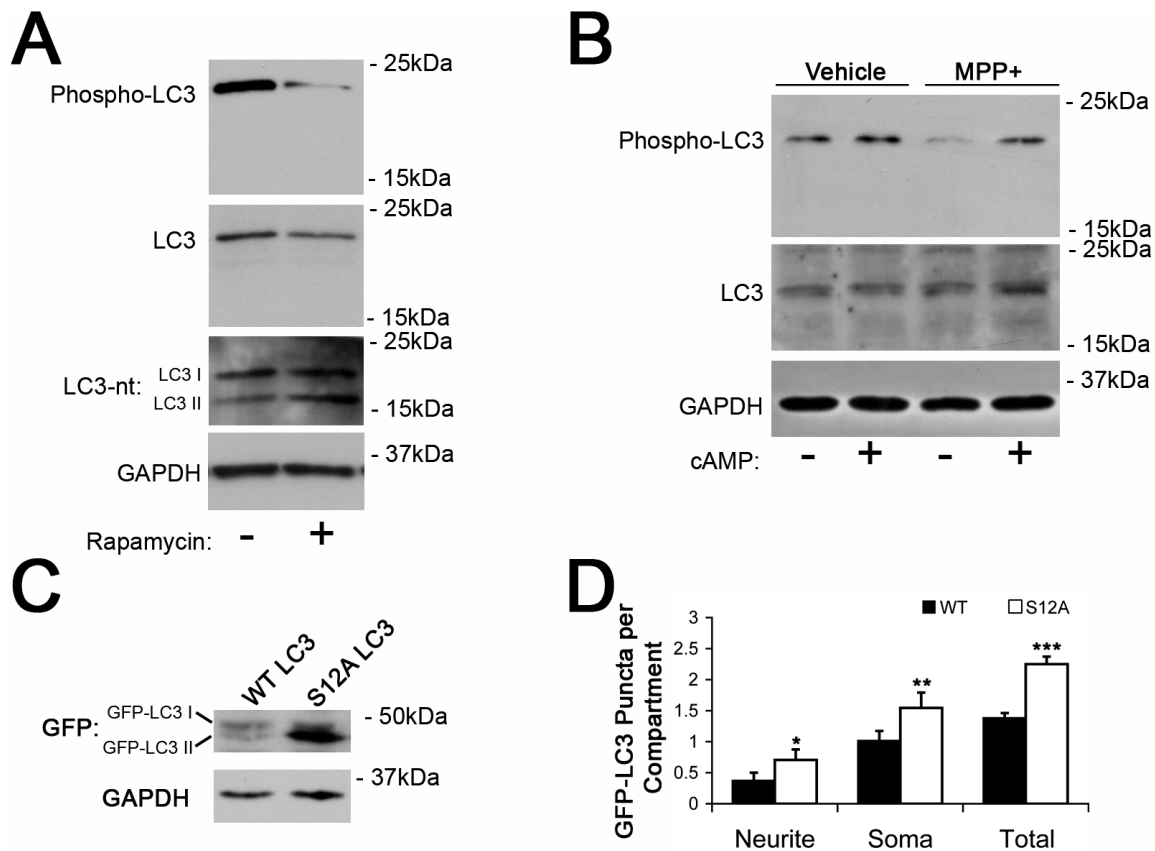 A
- 25kDa
Phospho-LC3
- 15kDa
- 25kDa
LC3
- 15kDa
- 25kDa
LC3-nt: LC3 I
LC3 II
- 15kDa
- 37kDa
GAPDH
Rapamycin: - +
B
Vehicle MPP+
- 25kDa
Phospho-LC3
- 15kDa
- 25kDa
LC3
- 15kDa
- 37kDa
GAPDH
cAMP: - + - +
C
WT LC3 S12A LC3
GFP: GFP-LC3 I
GFP-LC3 II
- 50kDa
- 37kDa
GAPDH
D
WT S12A
GFP-LC3 Puncta per
Compartment
3
2.5
2
1.5
1
0.5
0
* ** ***
Neurite Soma Total